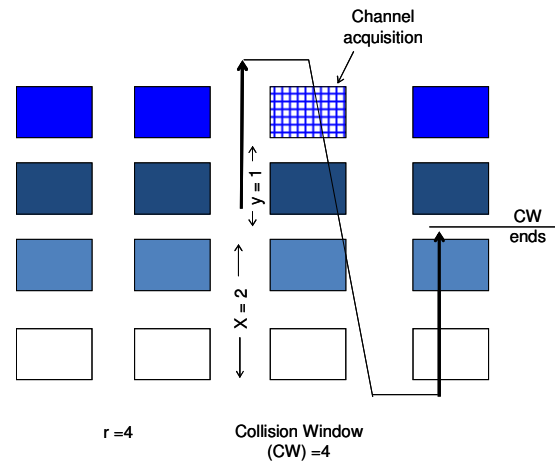 Channel
acquisition
y = 1
CW
ends
X = 2
r =4
Collision Window
(CW) =4